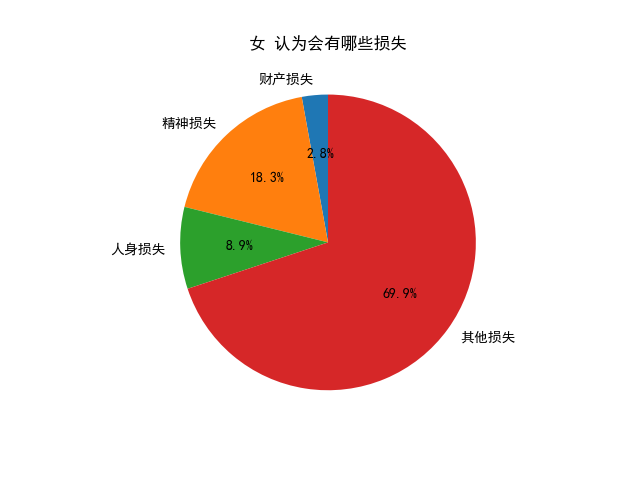 女 认为会有哪些损失
财产损失
精神损失
2.8%
18.3%
人身损失
8.9%
69.9%
其他损失